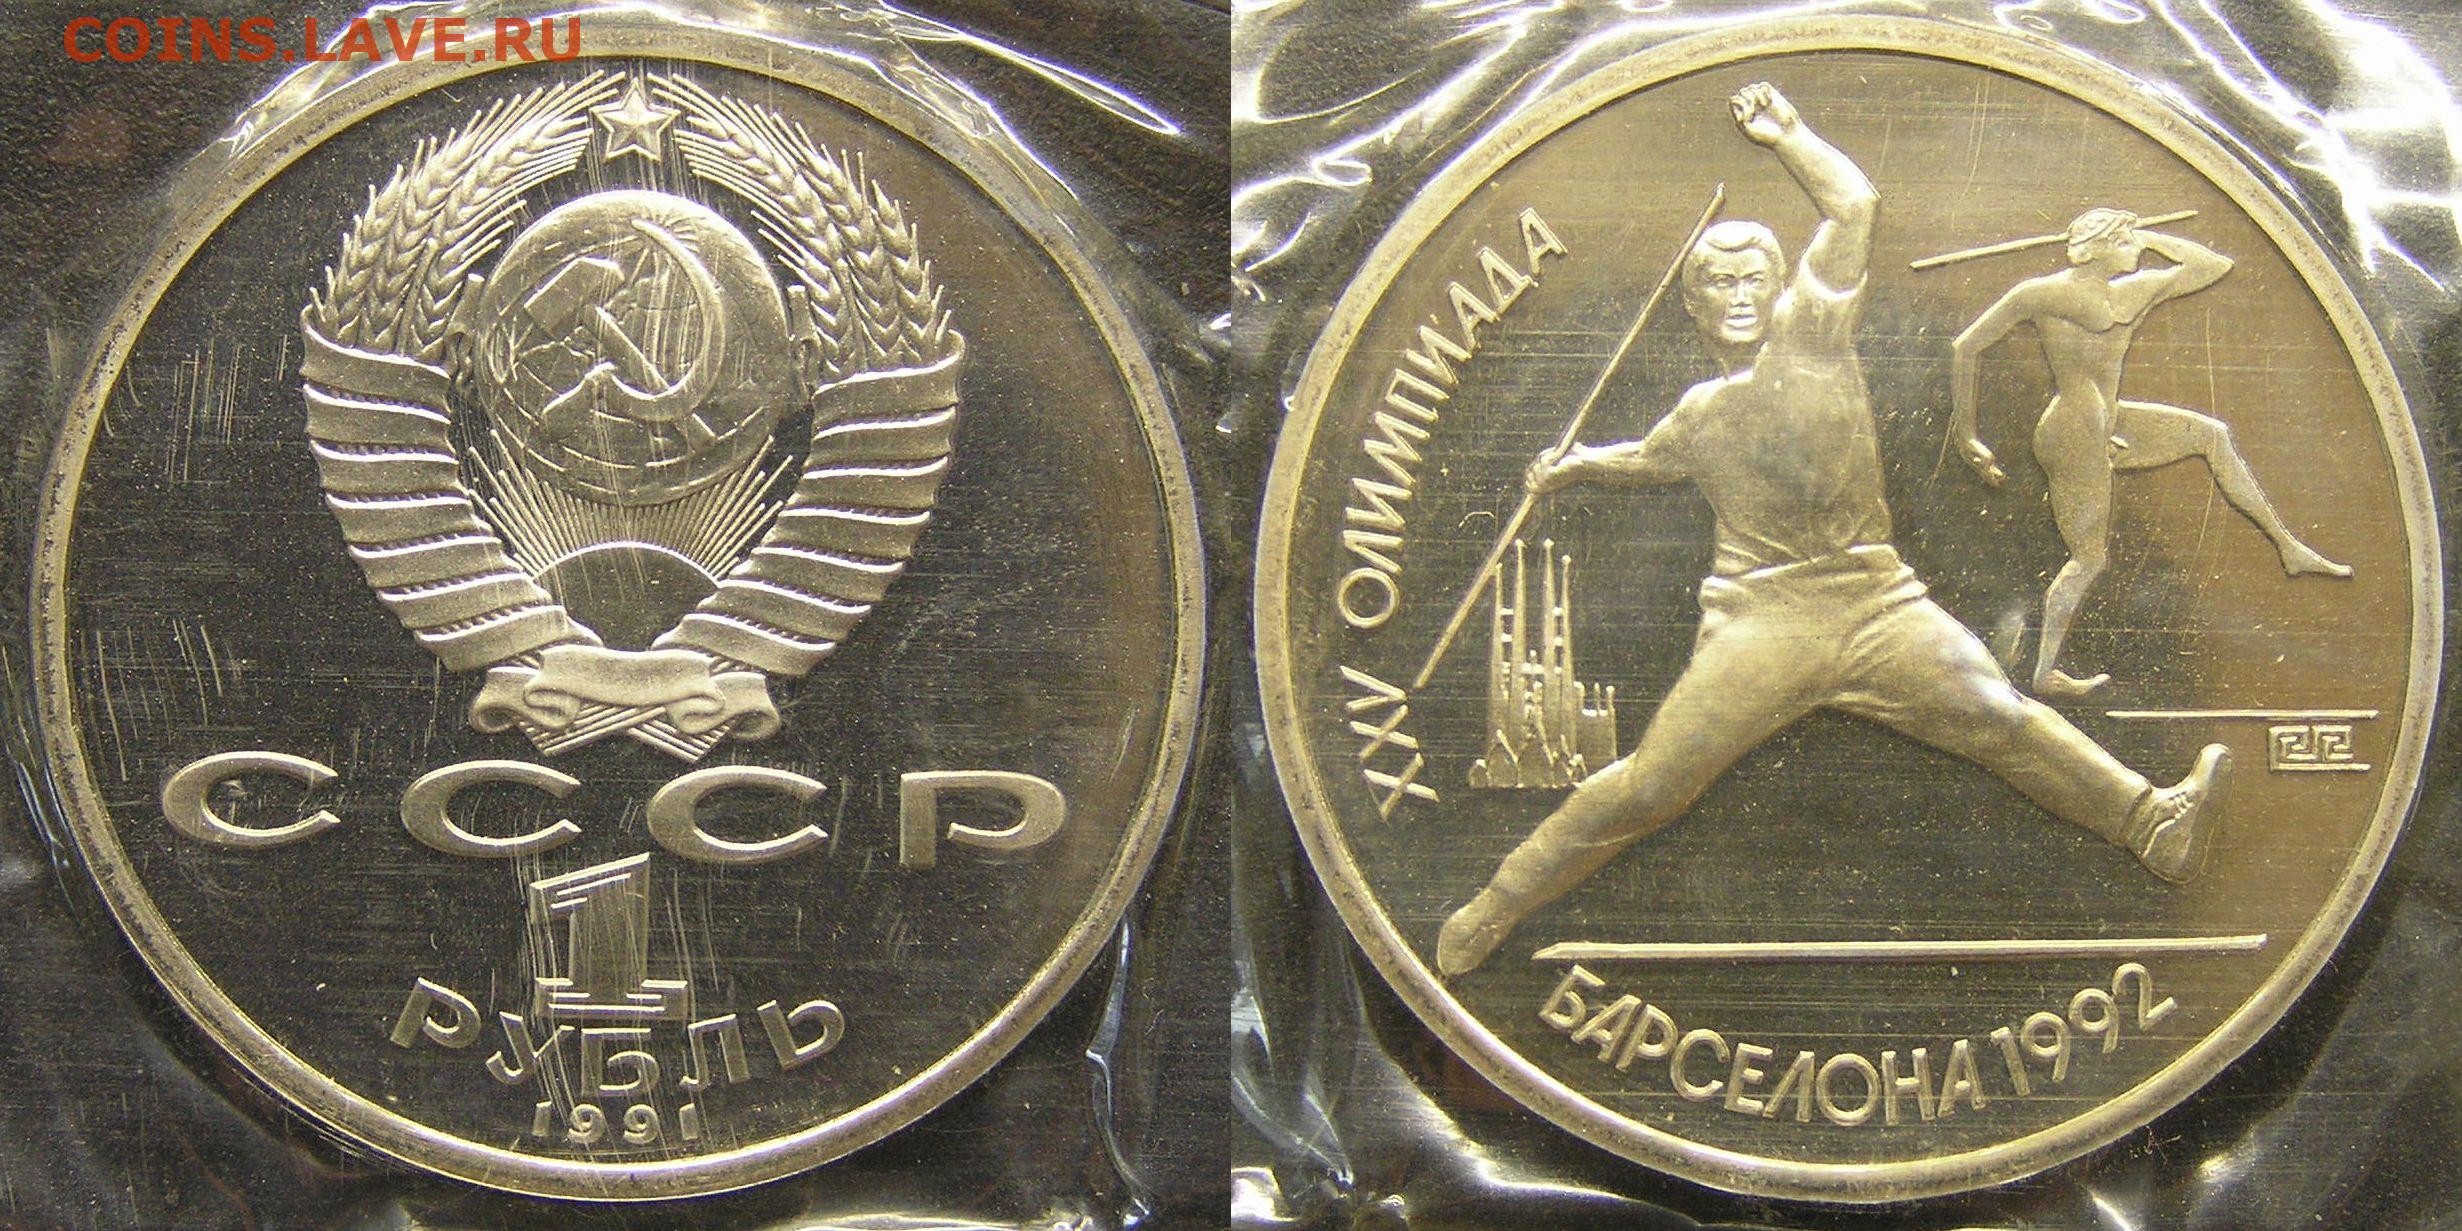 COINS.LAVE.RU
СССР
1
РУБЛЬ
1991
XXV ОЛИМПИАДА
БАРСЕЛОНА 1992